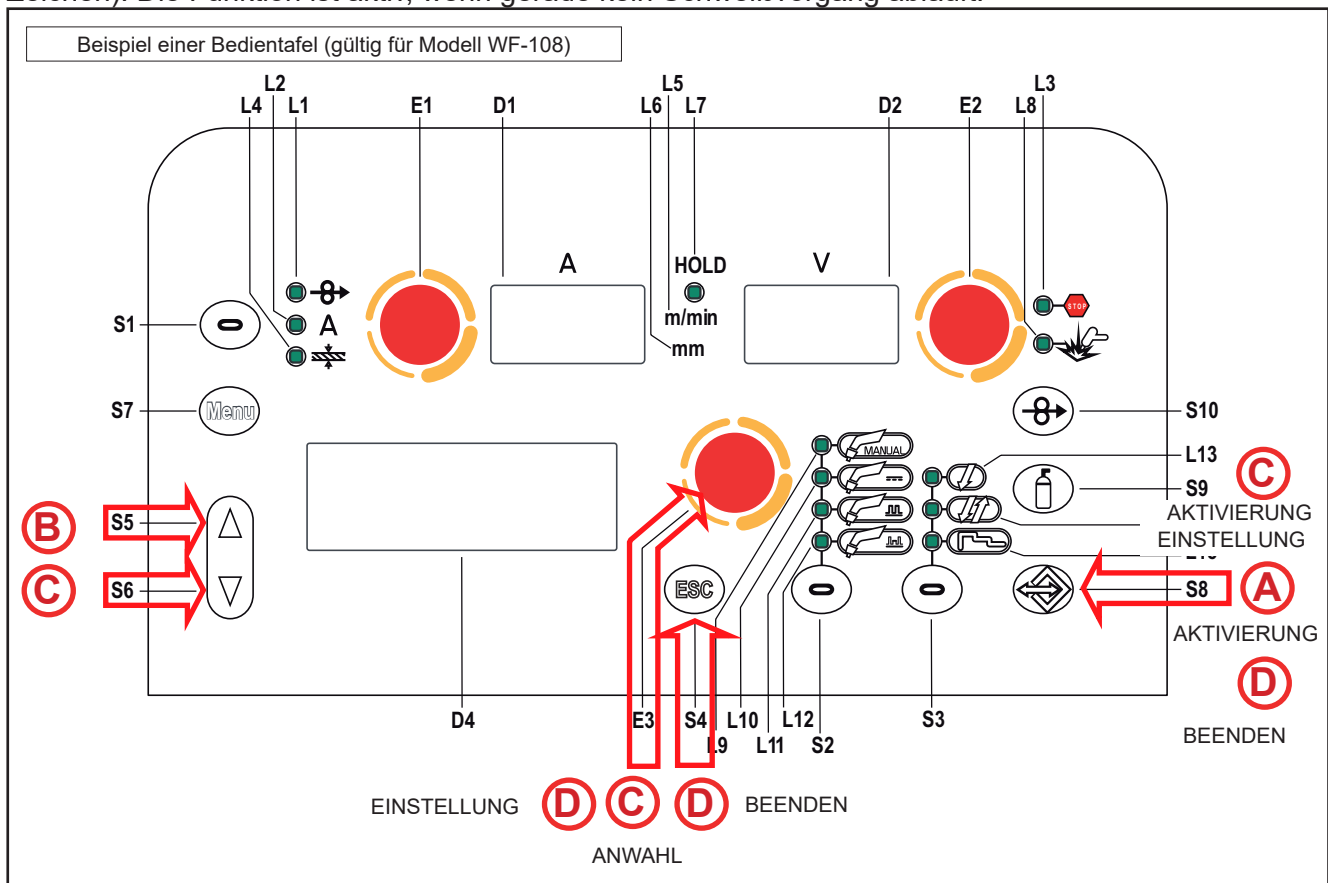 Beispiel einer Bedientafel (gültig für Modell WF-108)
L2 L5 L3
L4 L1 E1 D1 L6 L7 D2 E2 L8
A HOLD V
S1 A m/min STOP
mm
S7 Menu S10
MANUAL L13
C
S9
B S5 AKTIVIERUNG
EINSTELLUNG
C S6 ESC S8 A
AKTIVIERUNG
D
D4 E3 S4 L10 L12 S3
L9 L11 S2 BEENDEN
EINSTELLUNG D C D BEENDEN
ANWAHL